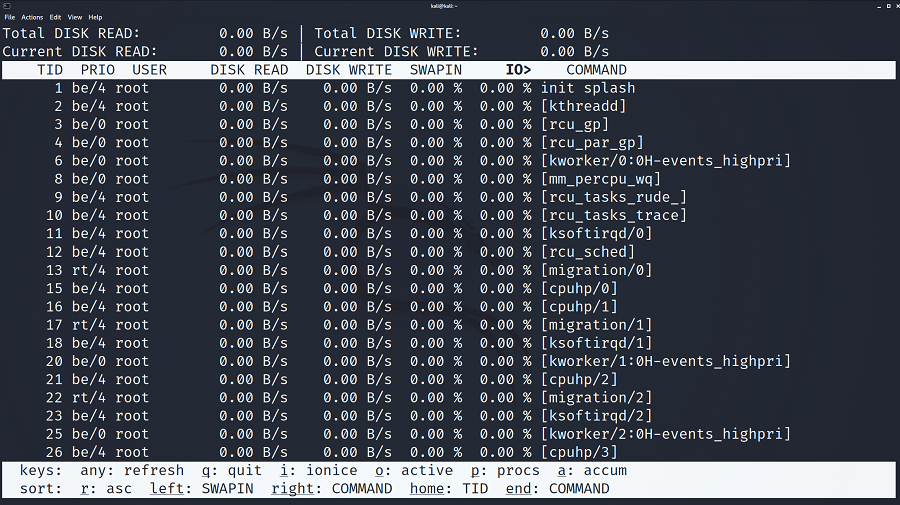 kali@kali:~
File Actions Edit View Help
Total DISK READ: 0.00 B/s | Total DISK WRITE: 0.00 B/s
Current DISK READ: 0.00 B/s | Current DISK WRITE: 0.00 B/s
TID PRIO USER DISK READ DISK WRITE SWAPIN IO> COMMAND
1 be/4 root 0.00 B/s 0.00 B/s 0.00 % 0.00 % init splash
2 be/4 root 0.00 B/s 0.00 B/s 0.00 % 0.00 % [kthreadd]
3 be/0 root 0.00 B/s 0.00 B/s 0.00 % 0.00 % [rcu_gp]
4 be/0 root 0.00 B/s 0.00 B/s 0.00 % 0.00 % [rcu_par_gp]
6 be/0 root 0.00 B/s 0.00 B/s 0.00 % 0.00 % [kworker/0:0H-events_highpri]
8 be/0 root 0.00 B/s 0.00 B/s 0.00 % 0.00 % [mm_percpu_wq]
9 be/4 root 0.00 B/s 0.00 B/s 0.00 % 0.00 % [rcu_tasks_rude_]
10 be/4 root 0.00 B/s 0.00 B/s 0.00 % 0.00 % [rcu_tasks_trace]
11 be/4 root 0.00 B/s 0.00 B/s 0.00 % 0.00 % [ksoftirqd/0]
12 be/4 root 0.00 B/s 0.00 B/s 0.00 % 0.00 % [rcu_sched]
13 rt/4 root 0.00 B/s 0.00 B/s 0.00 % 0.00 % [migration/0]
15 be/4 root 0.00 B/s 0.00 B/s 0.00 % 0.00 % [cpuhp/0]
16 be/4 root 0.00 B/s 0.00 B/s 0.00 % 0.00 % [cpuhp/1]
17 rt/4 root 0.00 B/s 0.00 B/s 0.00 % 0.00 % [migration/1]
18 be/4 root 0.00 B/s 0.00 B/s 0.00 % 0.00 % [ksoftirqd/1]
20 be/0 root 0.00 B/s 0.00 B/s 0.00 % 0.00 % [kworker/1:0H-events_highpri]
21 be/4 root 0.00 B/s 0.00 B/s 0.00 % 0.00 % [cpuhp/2]
22 rt/4 root 0.00 B/s 0.00 B/s 0.00 % 0.00 % [migration/2]
23 be/4 root 0.00 B/s 0.00 B/s 0.00 % 0.00 % [ksoftirqd/2]
25 be/0 root 0.00 B/s 0.00 B/s 0.00 % 0.00 % [kworker/2:0H-events_highpri]
26 be/4 root 0.00 B/s 0.00 B/s 0.00 % 0.00 % [cpuhp/3]
keys: any: refresh q: quit i: ionice o: active p: procs a: accum
sort: r: asc left: SWAPIN right: COMMAND home: TID end: COMMAND